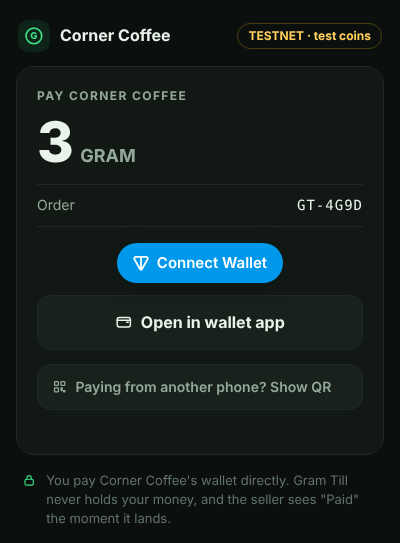 G
Corner Coffee
TESTNET · test coins
PAY CORNER COFFEE
3 GRAM
Order GT-4G9D
Connect Wallet
Open in wallet app
Paying from another phone? Show QR
You pay Corner Coffee's wallet directly. Gram Till
never holds your money, and the seller sees "Paid"
the moment it lands.